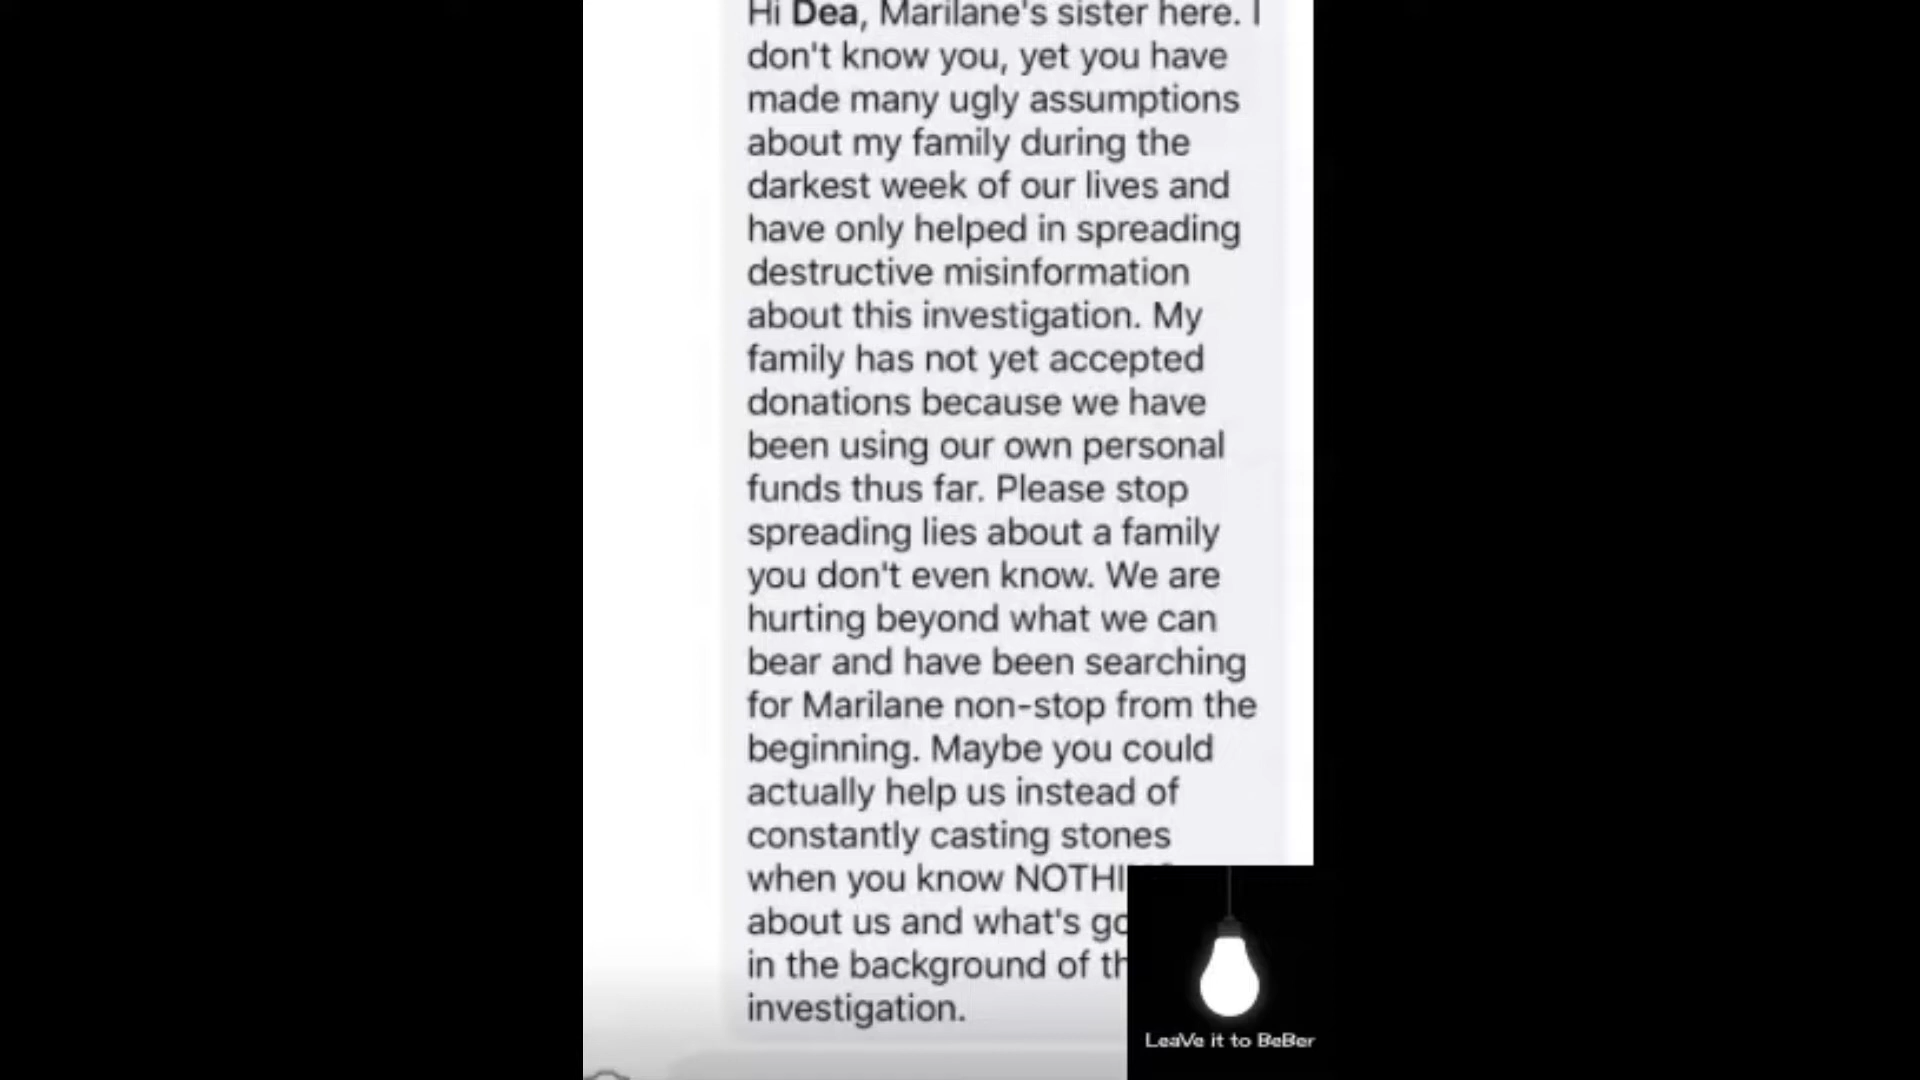 Hi Dea, Marilane's sister here. I
don't know you, yet you have
made many ugly assumptions
about my family during the
darkest week of our lives and
have only helped in spreading
destructive misinformation
about this investigation. My
family has not yet accepted
donations because we have
been using our own personal
funds thus far. Please stop
spreading lies about a family
you don't even know. We are
hurting beyond what we can
bear and have been searching
for Marilane non-stop from the
beginning. Maybe you could
actually help us instead of
constantly casting stones
when you know
about us and what's
in the background of
investigation.
LeaVe it to BeBer